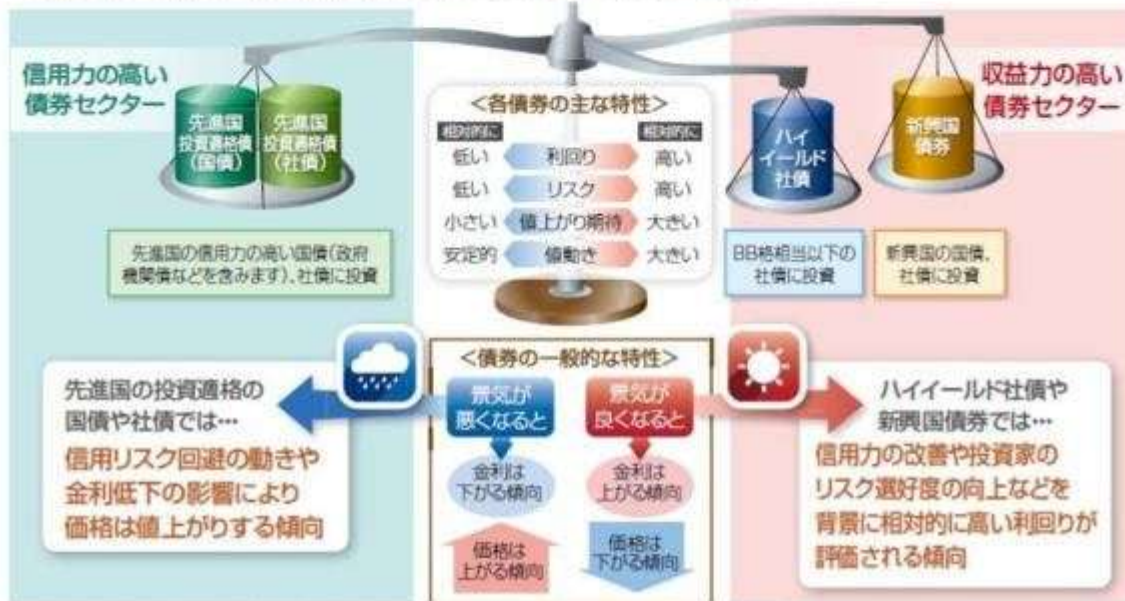 信用力の高い
債券セクター
先進国
投資適格債
(国債)
先進国
投資適格債
(社債)
先進国の信用力の高い国債(政府
機関債などを含みます)、社債に投資
<各債券の主な特性>
相対的に 相対的に
低い 利回り 高い
低い リスク 高い
小さい 値上がり期待 大きい
安定的 値動き 大きい
収益力の高い
債券セクター
ハイ
イールド
社債
新興国
債券
BB格相当以下の
社債に投資
新興国の国債、
社債に投資
先進国の投資適格の
国債や社債では…
信用リスク回避の動きや
金利低下の影響により
価格は値上がりする傾向
<債券の一般的な特性>
景気が
悪くなると
金利は
下がる傾向
価格は
上がる傾向
景気が
良くなると
金利は
上がる傾向
価格は
下がる傾向
ハイイールド社債や
新興国債券では…
信用力の改善や投資家の
リスク選好度の向上などを
背景に相対的に高い利回りが
評価される傾向